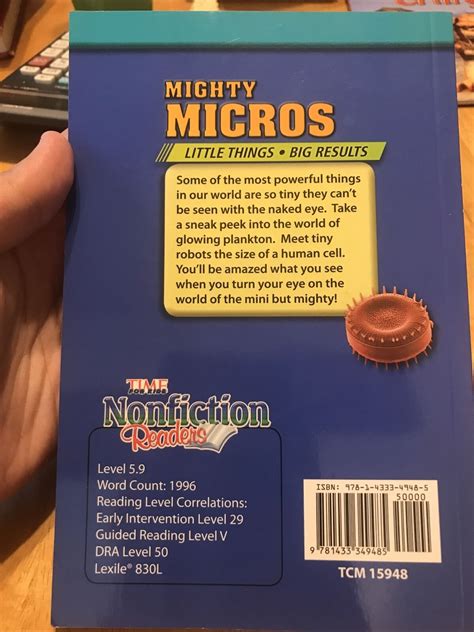 MIGHTY
MICROS
LITTLE THINGS • BIG RESULTS
Some of the most powerful things
in our world are so tiny they can't
be seen with the naked eye. Take
a sneak peek into the world of
glowing plankton. Meet tiny
robots the size of a human cell.
You'll be amazed what you see
when you turn your eye on the
world of the mini but mighty!
TIME
FOR KIDS
Nonfiction
Readers
Level 5.9
Word Count: 1996
Reading Level Correlations:
Early Intervention Level 29
Guided Reading Level V
DRA Level 50
Lexile® 830L
ISBN: 978-1-4333-4948-5
50000
9 781433 349485
TCM 15948